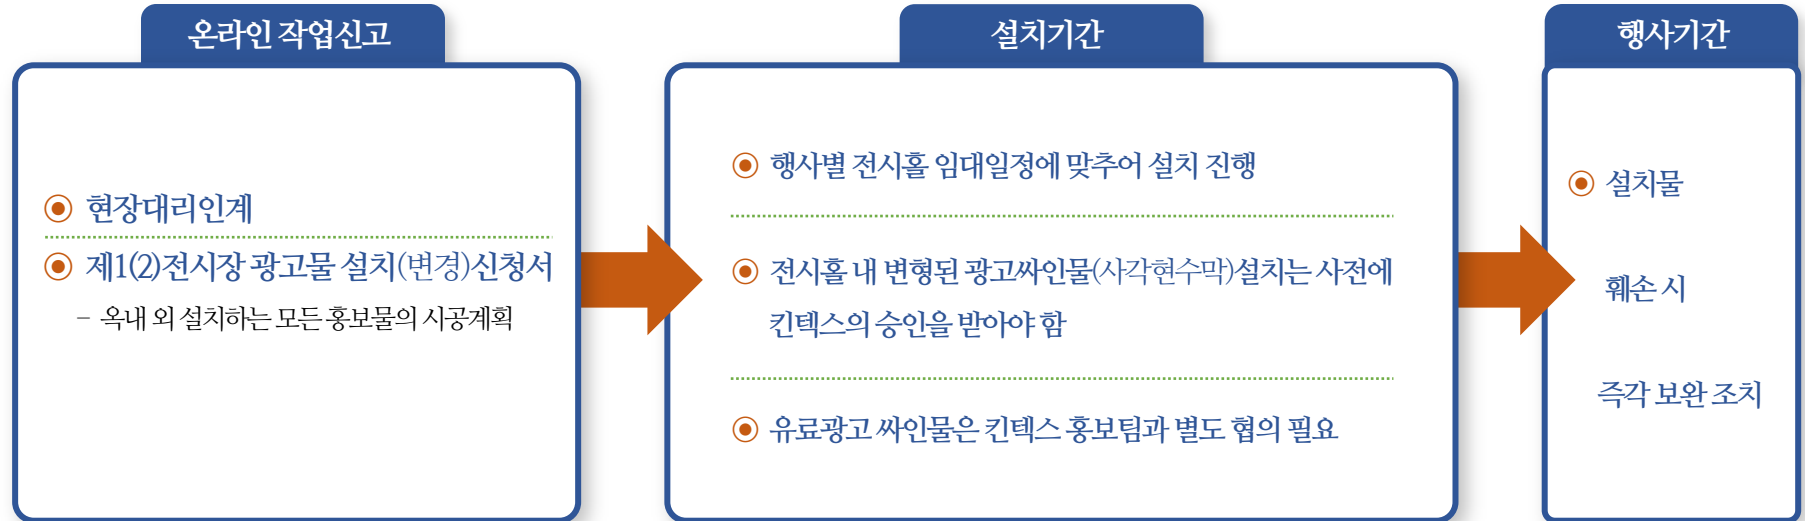 온라인 작업신고
현장대리인계
제1(2)전시장 광고물 설치(변경)신청서
- 옥내 외 설치하는 모든 홍보물의 시공계획
설치기간
행사별 전시홀 임대일정에 맞추어 설치 진행
전시홀 내 변형된 광고싸인물(사각현수막)설치는 사전에
킨텍스의 승인을 받아야 함
유료광고 싸인물은 킨텍스 홍보팀과 별도 협의 필요
행사기간
설치물
훼손 시
즉각 보완 조치